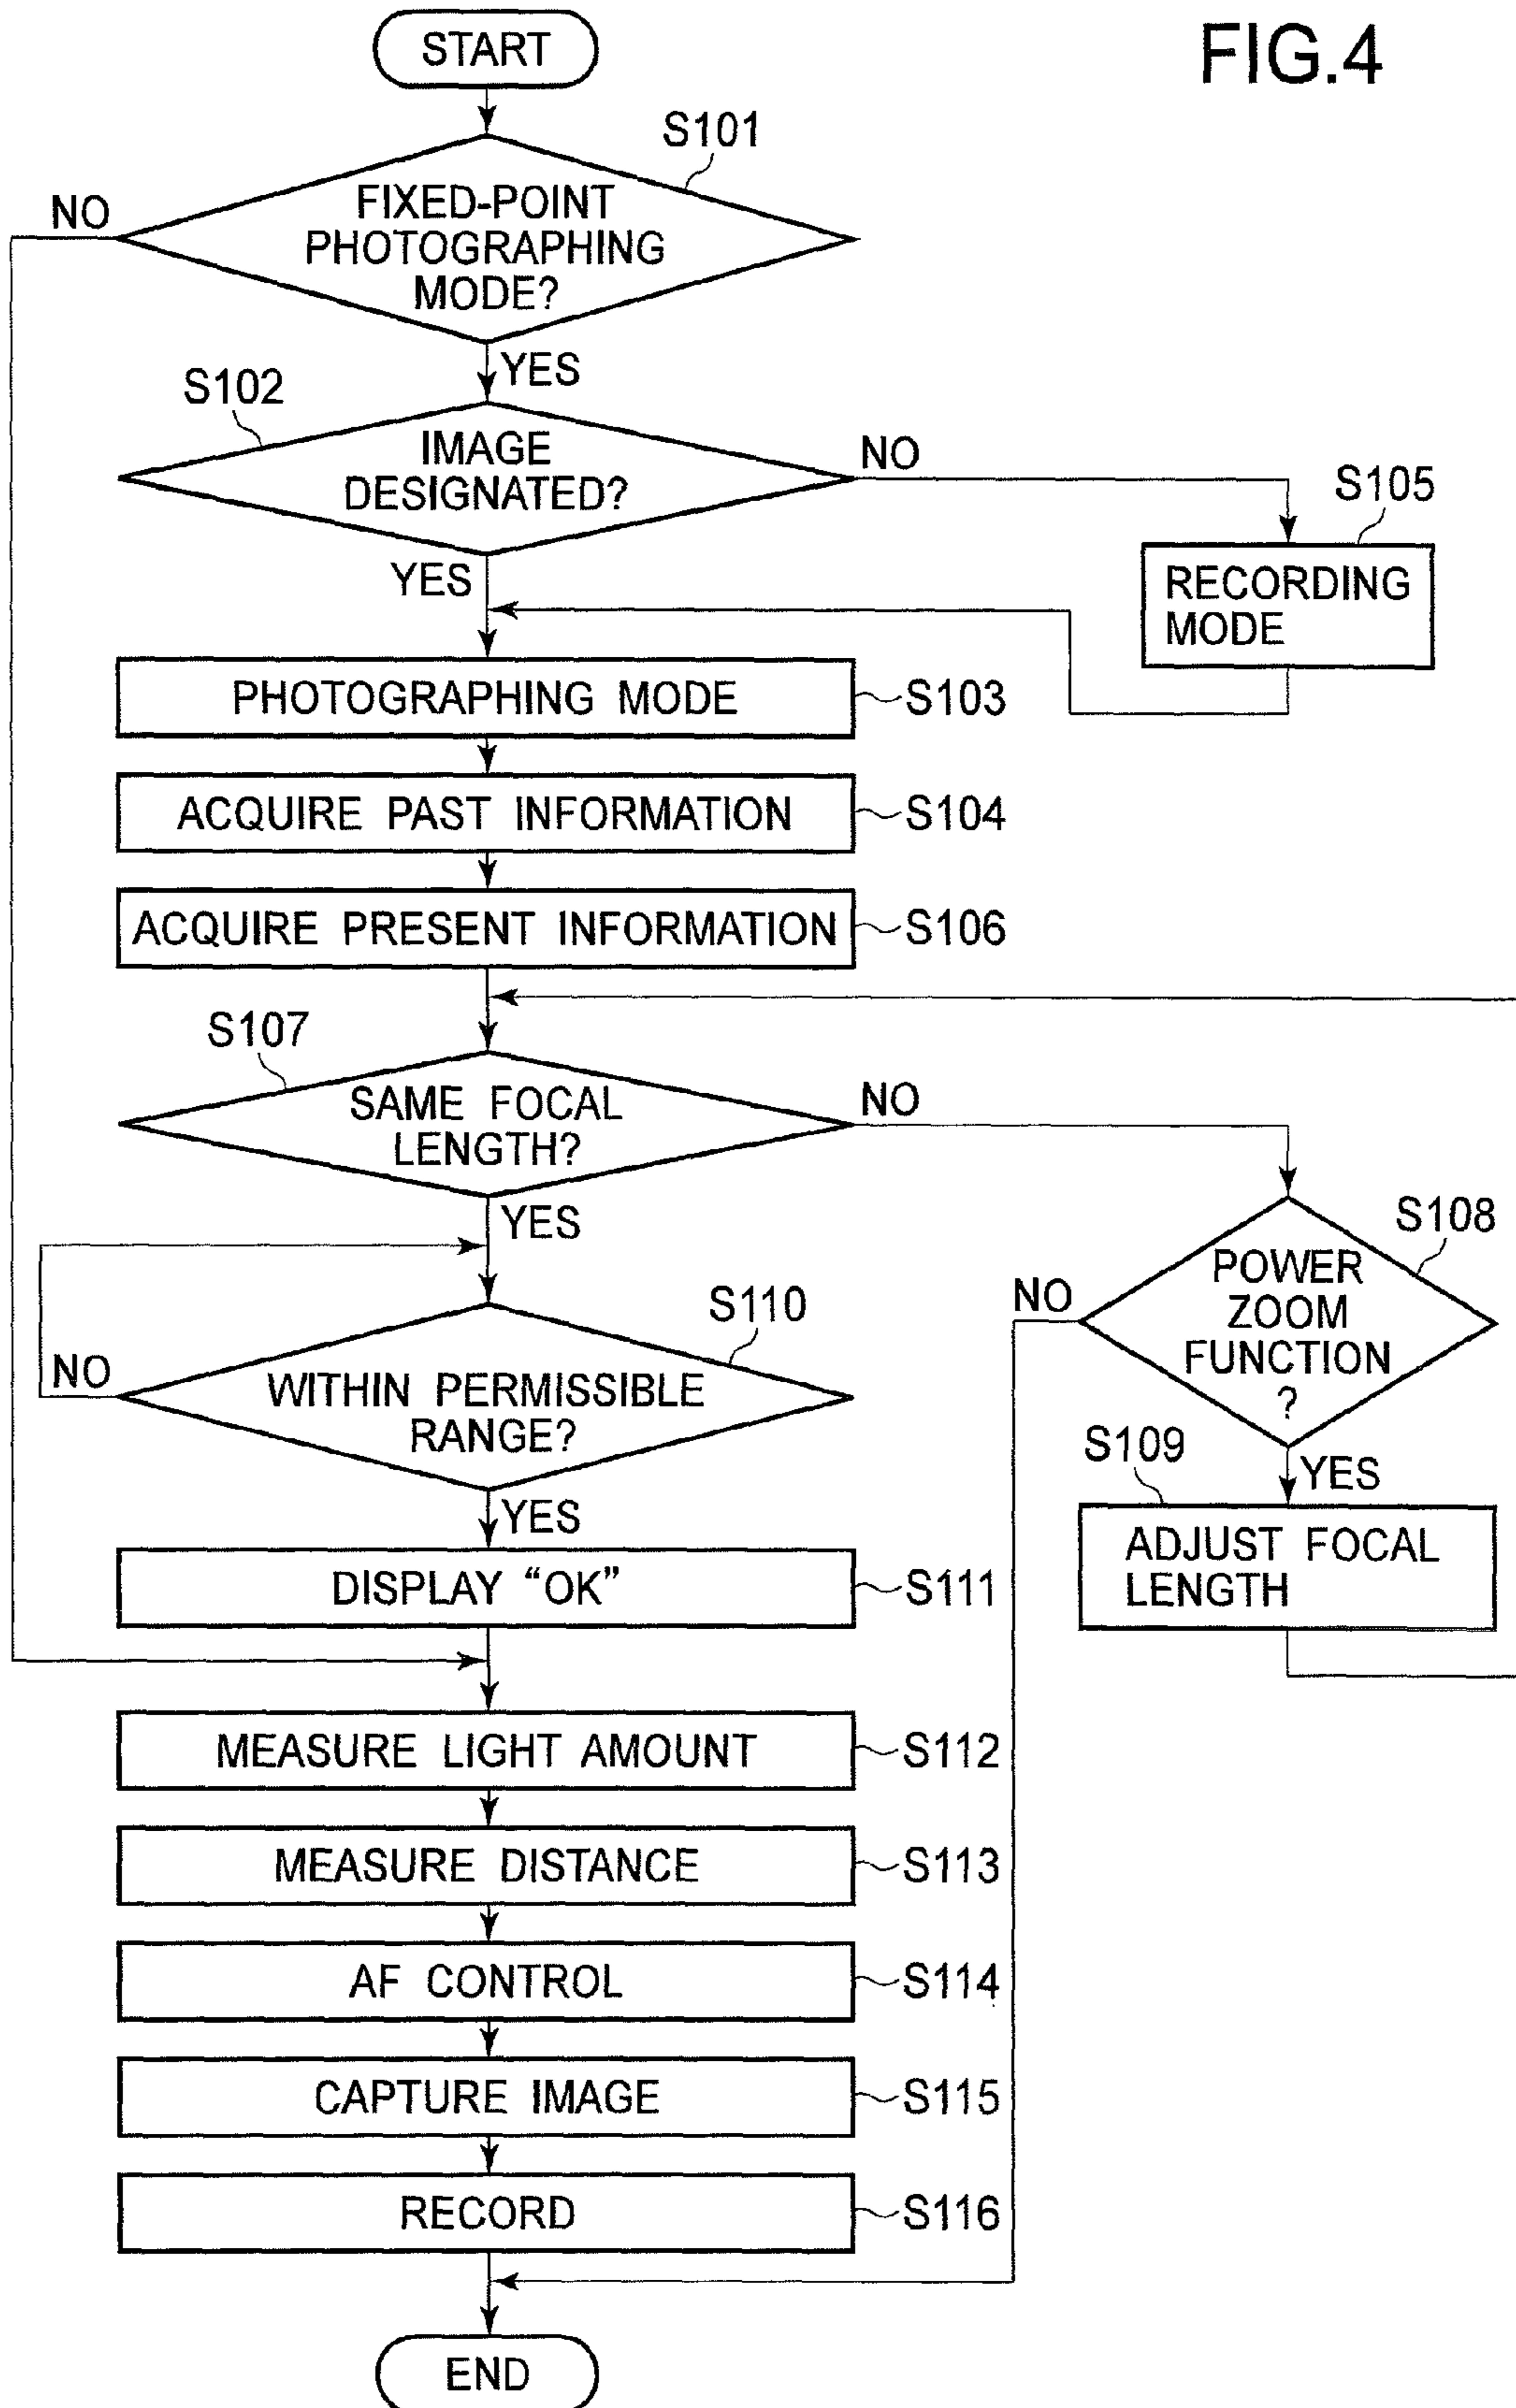 FIG.4
START
S101
NO
FIXED-POINT
PHOTOGRAPHING
MODE?
YES
S102
IMAGE
DESIGNATED?
NO
S105
RECORDING
MODE
YES
PHOTOGRAPHING MODE
S103
ACQUIRE PAST INFORMATION
S104
ACQUIRE PRESENT INFORMATION
S106
S107
SAME FOCAL
LENGTH?
NO
YES
S108
POWER
ZOOM
FUNCTION
?
NO
S110
NO
WITHIN PERMISSIBLE
RANGE?
S109
YES
ADJUST FOCAL
LENGTH
YES
DISPLAY “OK”
S111
MEASURE LIGHT AMOUNT
S112
MEASURE DISTANCE
S113
AF CONTROL
S114
CAPTURE IMAGE
S115
RECORD
S116
END